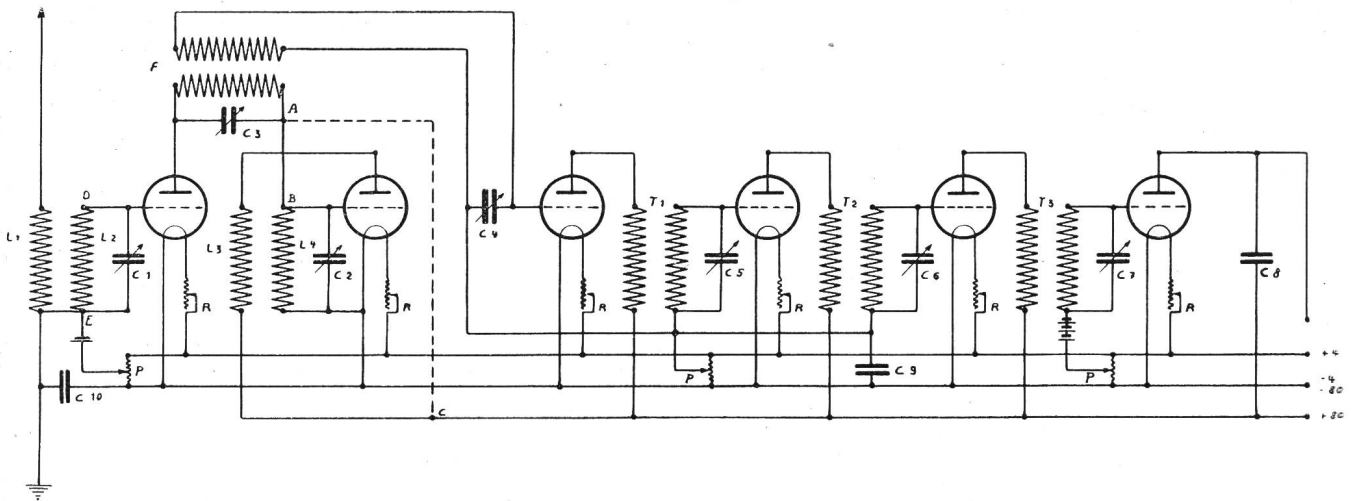 F
A
C 3
D
B
T 1
T 2
T 3
C 4
L 1
L 2
L 3
L 4
C 1
C 2
C 5
C 6
C 7
C 8
R
R
R
R
R
R
E
P
P
P
C 9
C 10
C
+ 4
- 4
- 80
+ 80